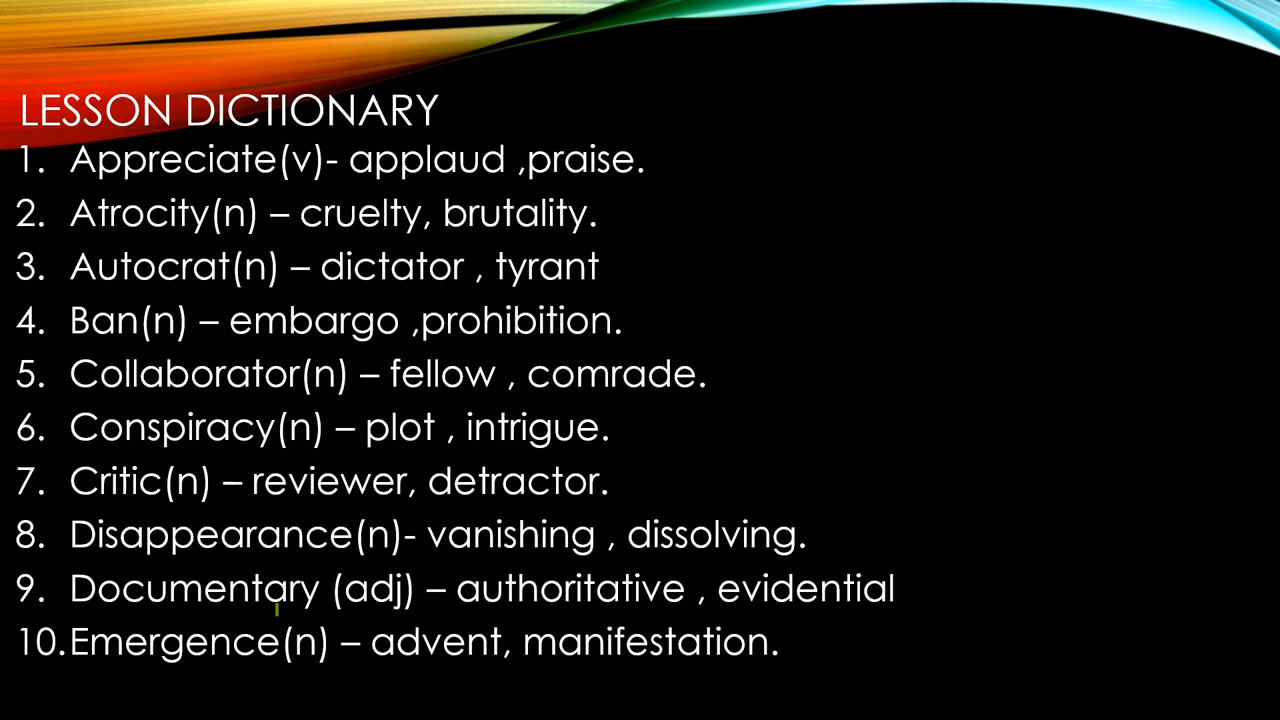 LESSON DICTIONARY
1. Appreciate(v)- applaud ,praise.
2. Atrocity(n) – cruelty, brutality.
3. Autocrat(n) – dictator , tyrant
4. Ban(n) – embargo ,prohibition.
5. Collaborator(n) – fellow , comrade.
6. Conspiracy(n) – plot , intrigue.
7. Critic(n) – reviewer, detractor.
8. Disappearance(n)- vanishing , dissolving.
9. Documentary (adj) – authoritative , evidential
10.Emergence(n) – advent, manifestation.